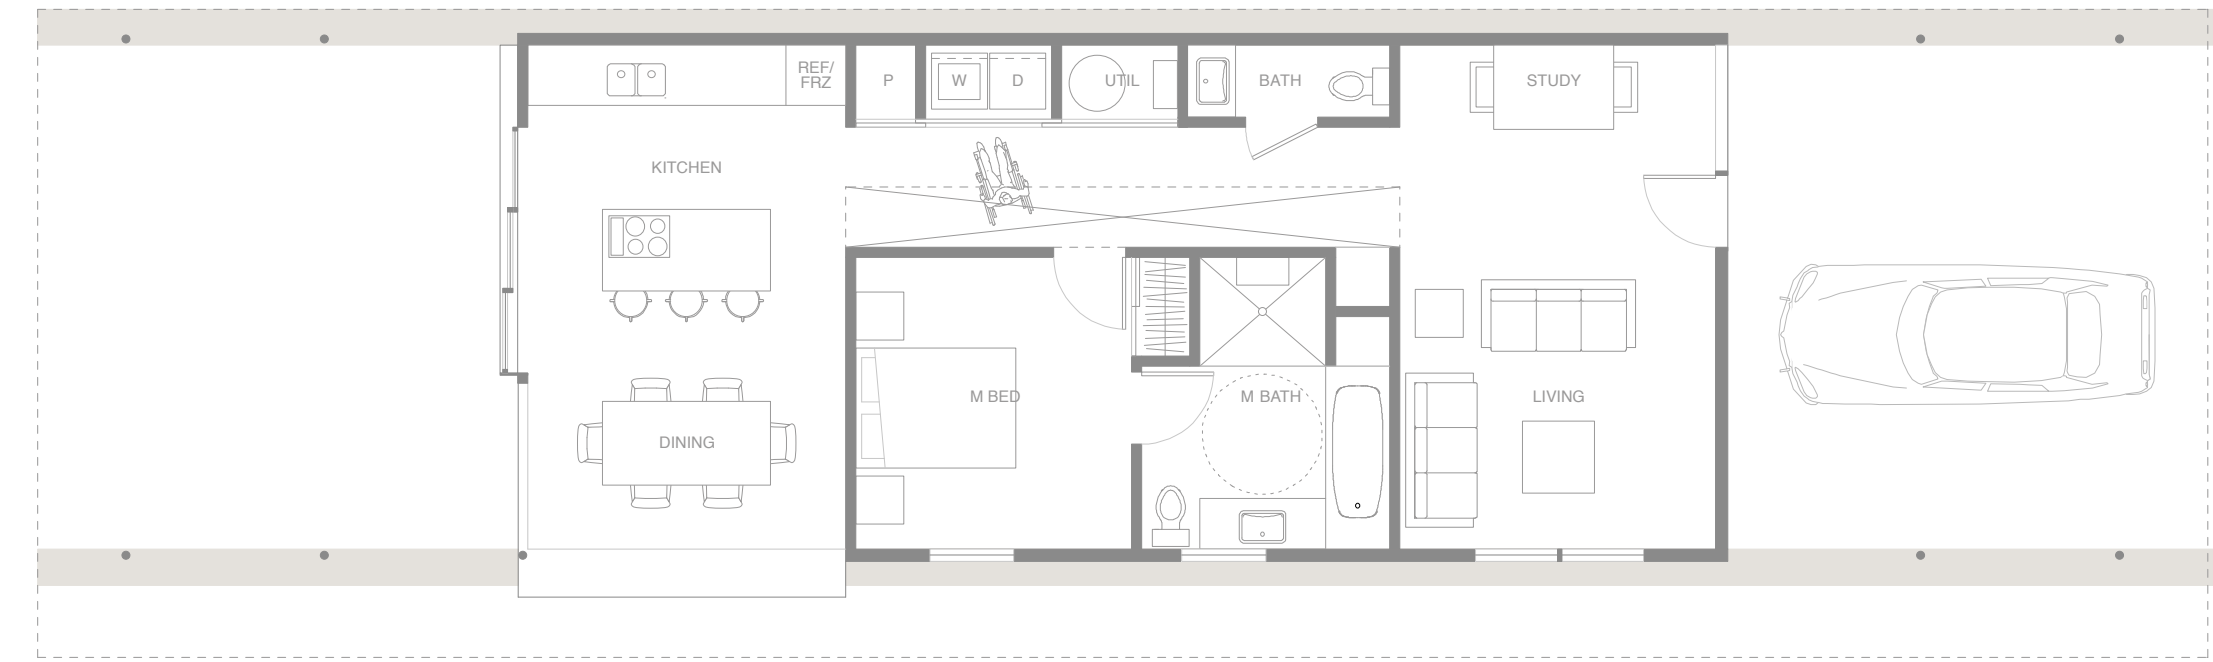 REF/
FRZ
P
W
D
UTIL
BATH
STUDY
KITCHEN
M BED
M BATH
LIVING
DINING